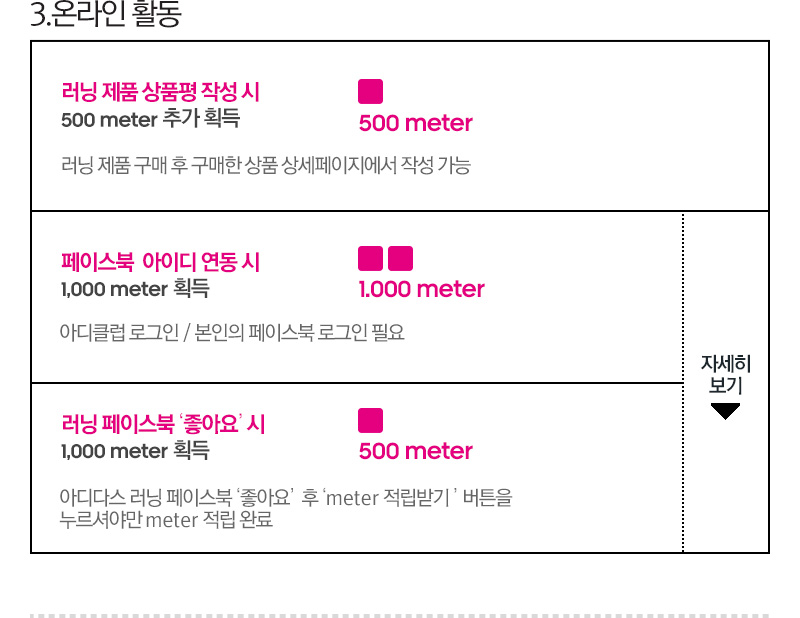 3.온라인 활동
러닝 제품 상품평 작성 시
500 meter 추가 획득
500 meter
러닝 제품 구매 후 구매한 상품 상세페이지에서 작성 가능
페이스북 아이디 연동 시
1,000 meter 획득
1.000 meter
아디클럽 로그인 / 본인의 페이스북 로그인 필요
자세히
보기
러닝 페이스북 ‘좋아요’ 시
1,000 meter 획득
500 meter
아디다스 러닝 페이스북 ‘좋아요’ 후 ‘meter 적립받기 ’ 버튼을
누르셔야만 meter 적립 완료